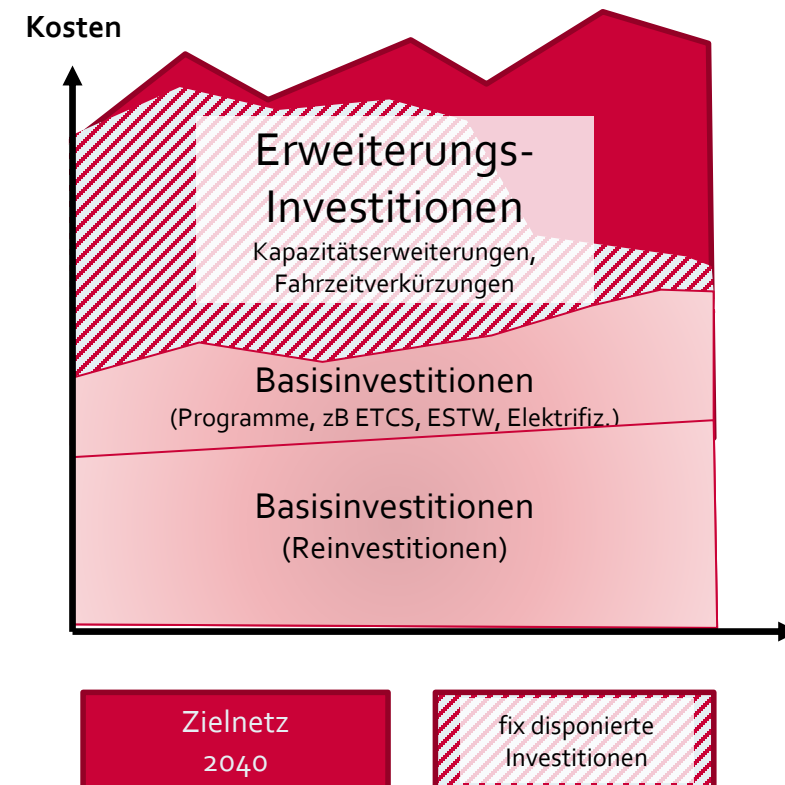 Kosten
Erweiterungs-
Investitionen
Kapazitätserweiterungen,
Fahrzeitverkürzungen
Basisinvestitionen
(Programme, zB ETCS, ESTW, Elektrifiz.)
Basisinvestitionen
(Reinvestitionen)
Zielnetz
2040
fix disponierte
Investitionen